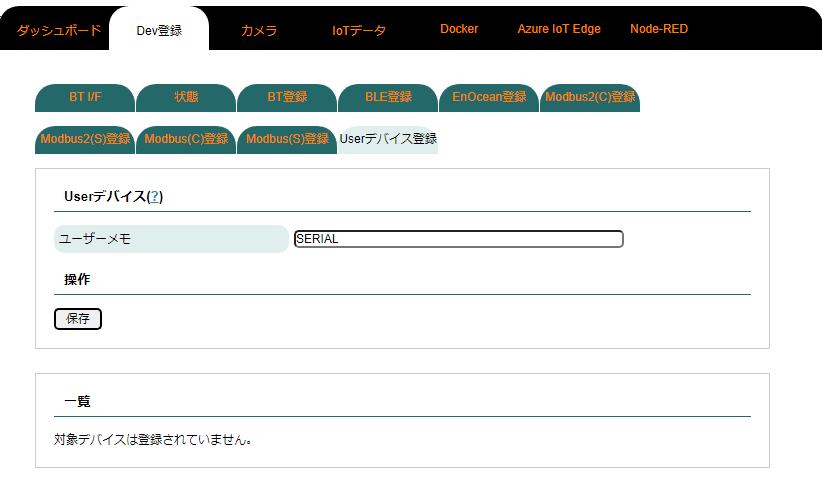 ダッシュボード Dev登録 カメラ IoTデータ Docker Azure IoT Edge Node-RED
BT I/F 状態 BT登録 BLE登録 EnOcean登録 Modbus2(C)登録
Modbus2(S)登録 Modbus(C)登録 Modbus(S)登録 Userデバイス登録
Userデバイス(?)
ユーザーメモ SERIAL
操作
保存
一覧
対象デバイスは登録されていません。